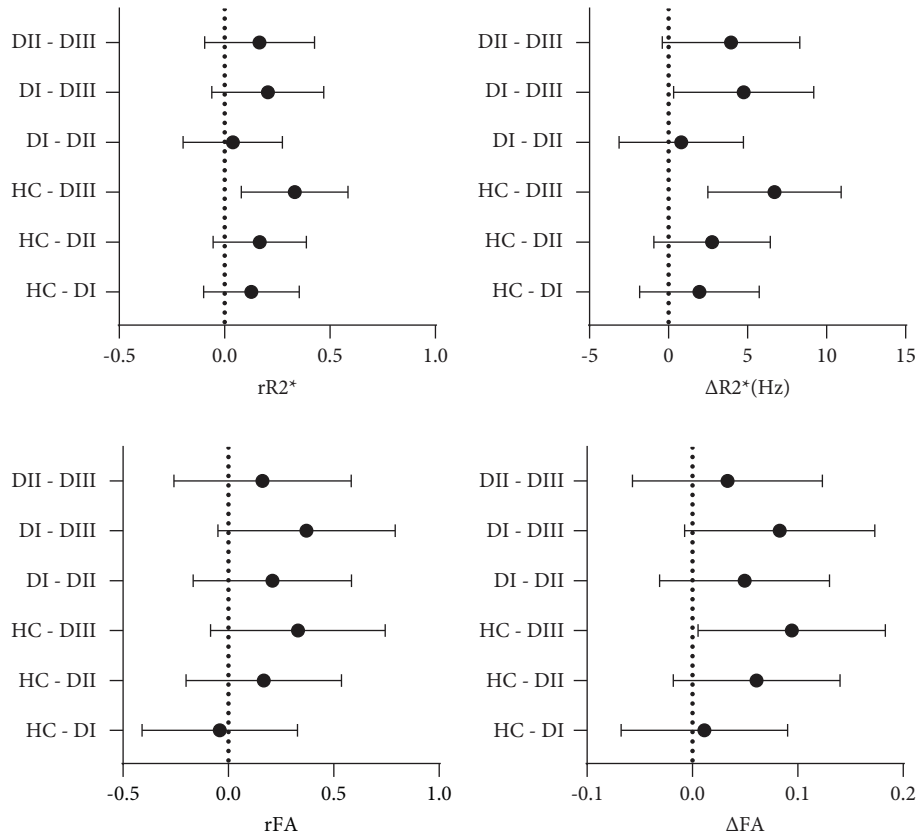 DII - DIII
DI - DIII
DI - DII
HC - DIII
HC - DII
HC - DI
-0.5 0.0 0.5 1.0
rR2*
DII - DIII
DI - DIII
DI - DII
HC - DIII
HC - DII
HC - DI
-5 0 5 10 15
ΔR2*(Hz)
DII - DIII
DI - DIII
DI - DII
HC - DIII
HC - DII
HC - DI
-0.5 0.0 0.5 1.0
rFA
DII - DIII
DI - DIII
DI - DII
HC - DIII
HC - DII
HC - DI
-0.1 0.0 0.1 0.2
ΔFA